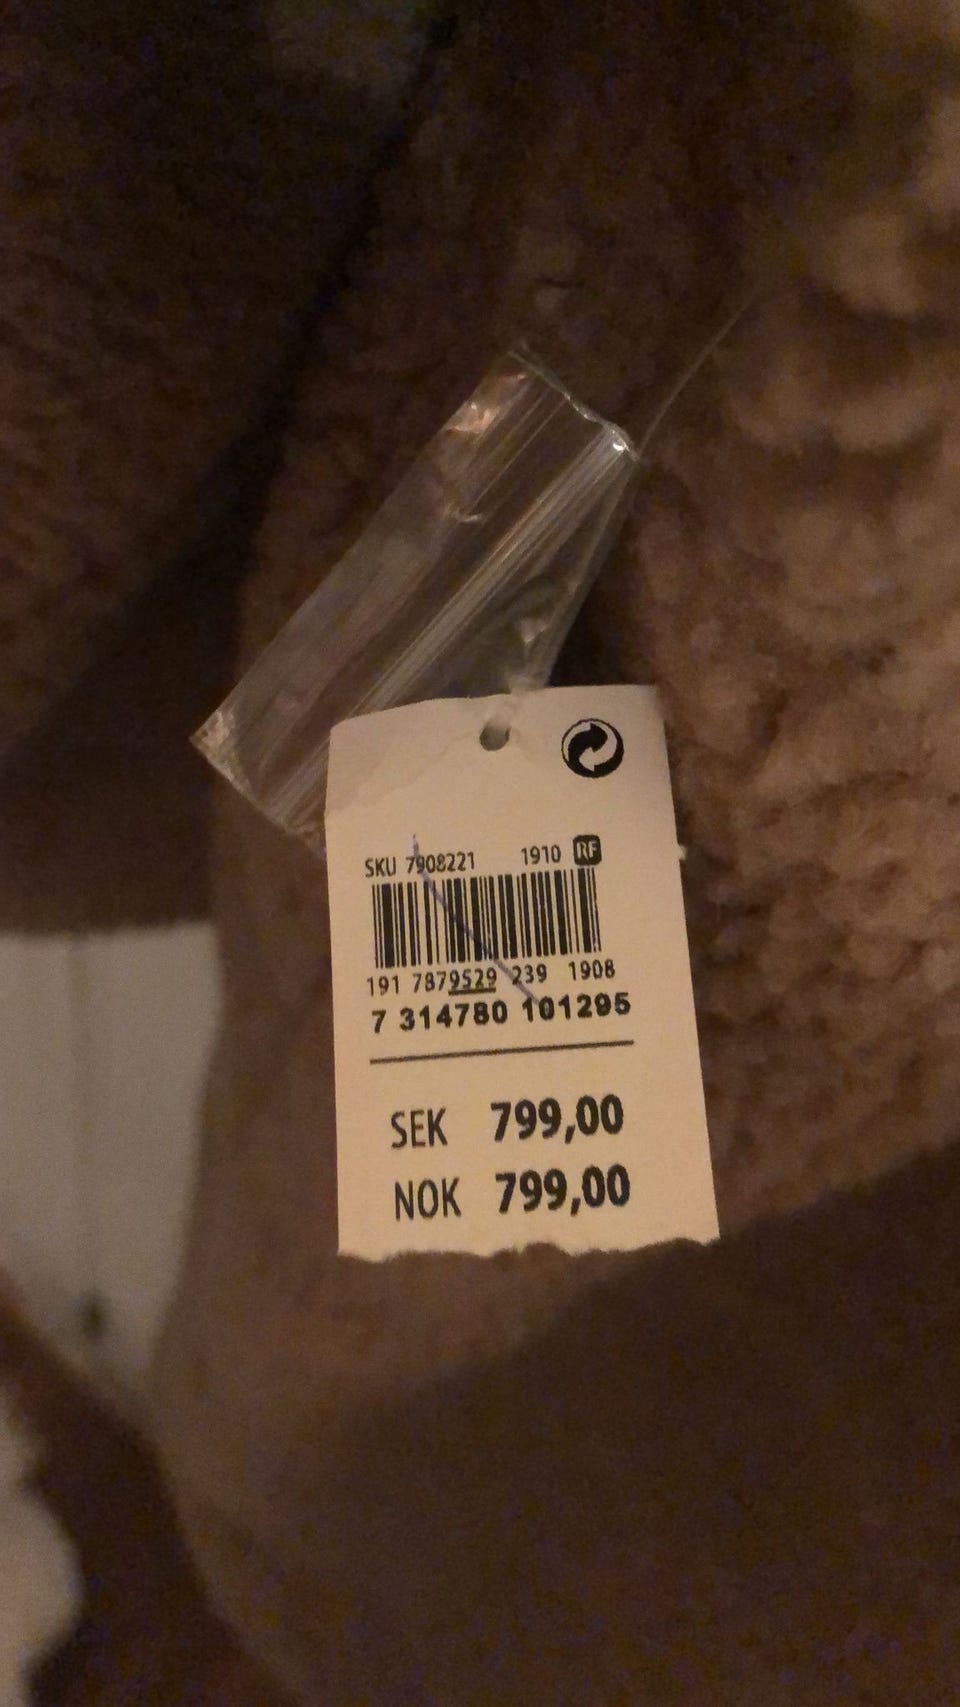 SKU 7908221 1910 RF
191 7879529 239 1908
7 314780 101295
SEK 799,00
NOK 799,00